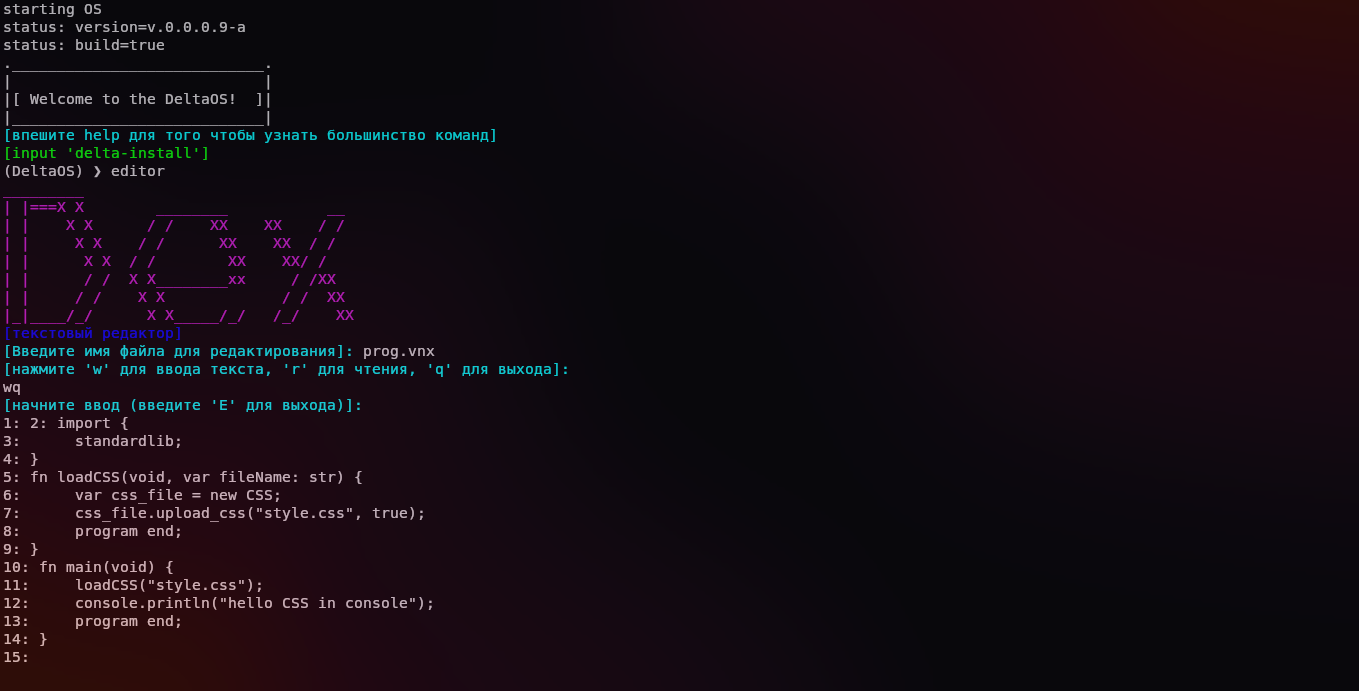 starting OS
status: version=v.0.0.0.9-a
status: build=true
.____________________________.
|                            |
|[ Welcome to the DeltaOS!  ]|
|____________________________|
[впешите help для того чтобы узнать большинство команд]
[input 'delta-install']
(DeltaOS) ❯ editor
_________
| |===X X        ________           __
| |    X X      / /    XX    XX    / /
| |     X X    / /      XX    XX  / /
| |      X X  / /        XX    XX/ /
| |      / /  X X________xx     / /XX
| |     / /    X X             / /  XX
|_|____/_/      X X_____/_/   /_/    XX
[текстовый редактор]
[Введите имя файла для редактирования]: prog.vnx
[нажмите 'w' для ввода текста, 'r' для чтения, 'q' для выхода]:
wq
[начните ввод (введите 'E' для выхода)]:
1: 2: import {
3:      standardlib;
4: }
5: fn loadCSS(void, var fileName: str) {
6:      var css_file = new CSS;
7:      css_file.upload_css("style.css", true);
8:      program end;
9: }
10: fn main(void) {
11:     loadCSS("style.css");
12:     console.println("hello CSS in console");
13:     program end;
14: }
15: